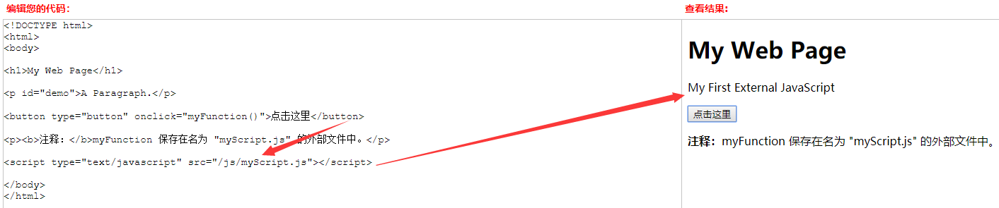 编辑您的代码：
<!DOCTYPE html>
<html>
<body>
<h1>My Web Page</h1>
<p id="demo">A Paragraph.</p>
<button type="button" onclick="myFunction()">点击这里</button>
<p><b>注释：</b>myFunction 保存在名为 "myScript.js" 的外部文件中。</p>
<script type="text/javascript" src="/js/myScript.js"></script>
</body>
</html>
查看结果:
My Web Page
My First External JavaScript
点击这里
注释：myFunction 保存在名为 "myScript.js" 的外部文件中。